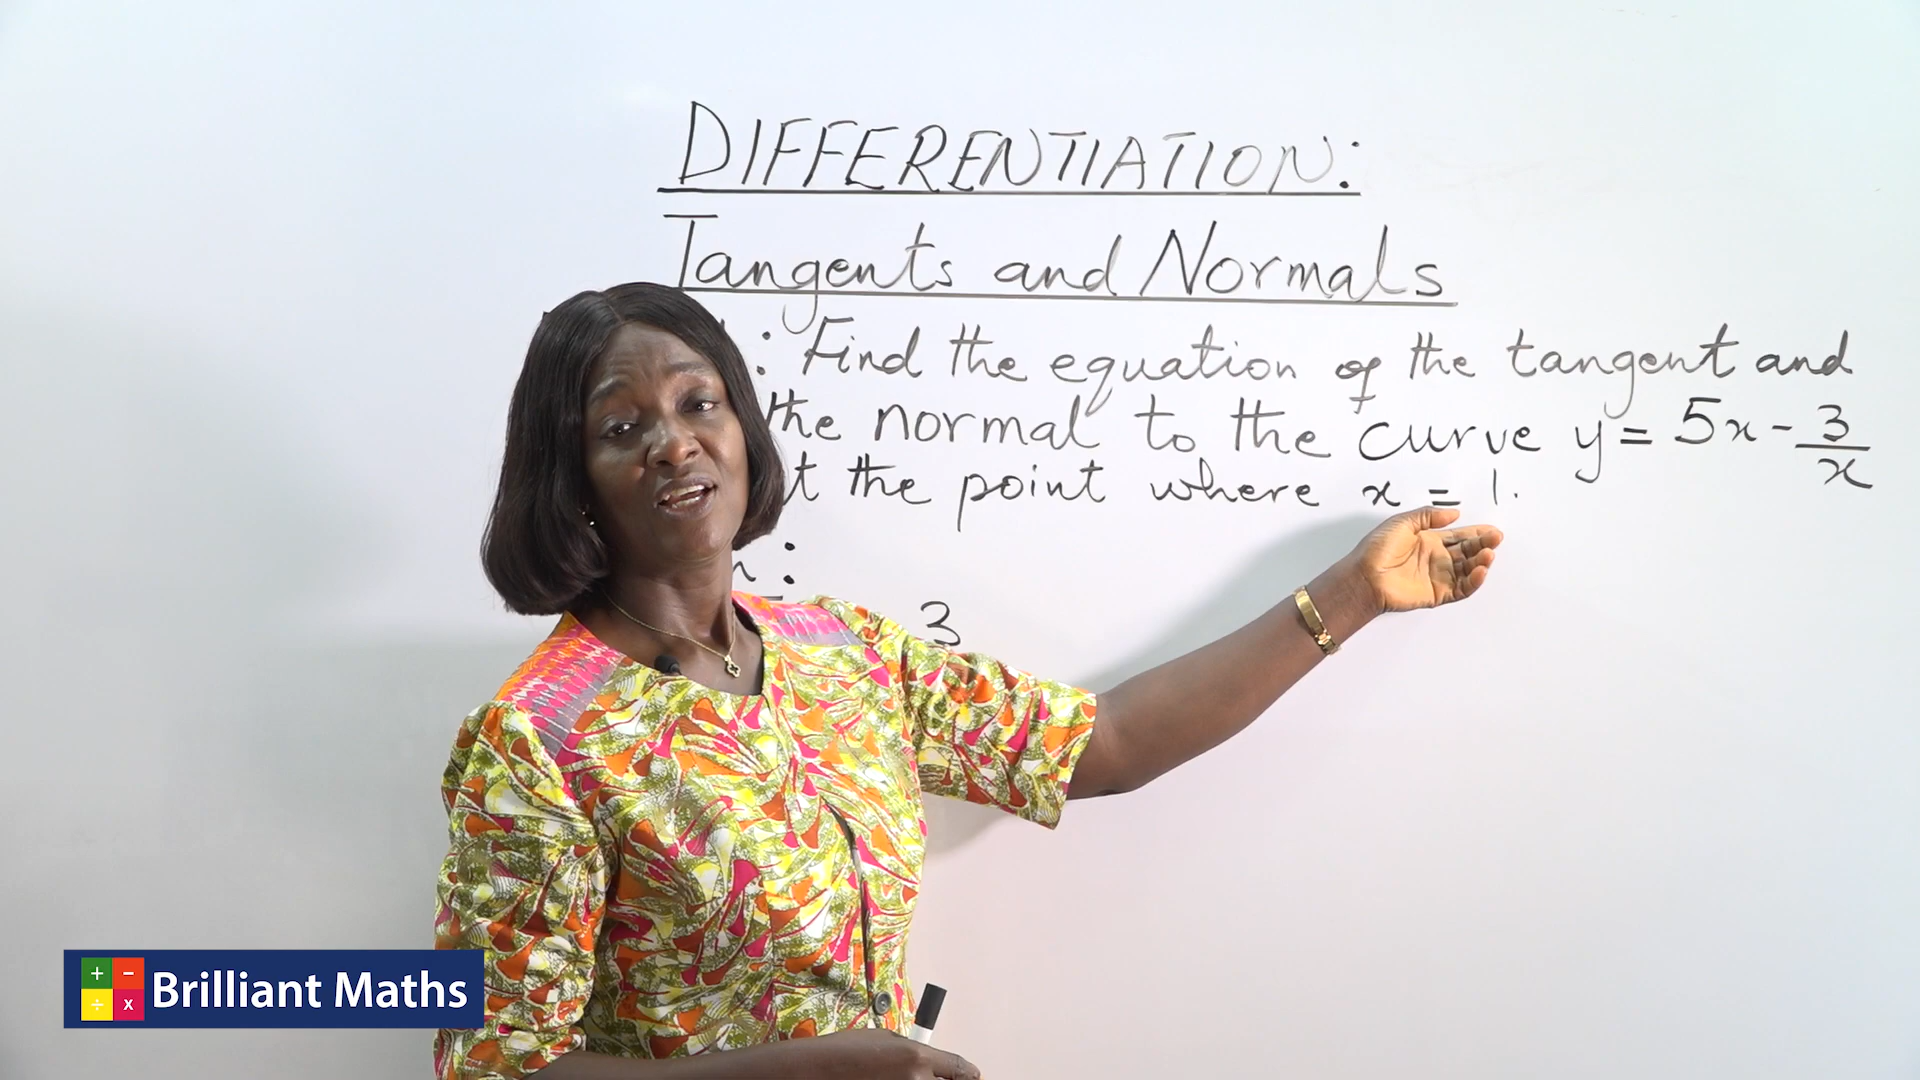 DIFFERENTIATION:
Tangents and Normals
: Find the equation of the tangent and
the normal to the curve y = 5x - 3/x
the point where x = 1.
:
3
+ -
÷ x
Brilliant Maths